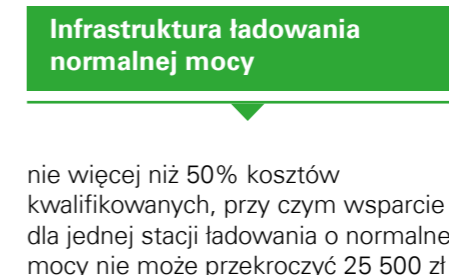 Infrastruktura ładowania
normalnej mocy
nie więcej niż 50% kosztów
kwalifikowanych, przy czym wsparcie
dla jednej stacji ładowania o normalne
mocy nie może przekroczyć 25 500 zł